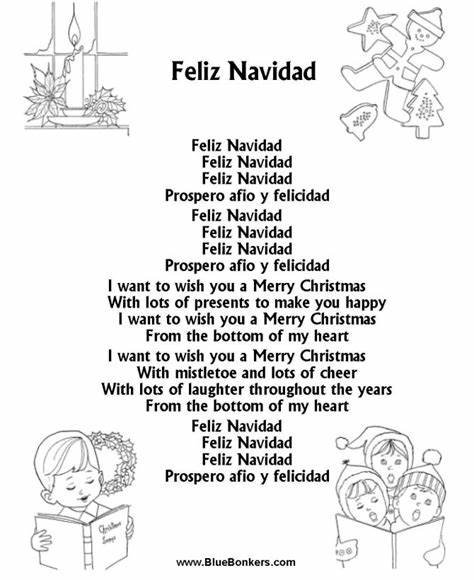 Feliz Navidad
Feliz Navidad
Feliz Navidad
Feliz Navidad
Prospero afio y felicidad
Feliz Navidad
Feliz Navidad
Feliz Navidad
Prospero afio y felicidad
I want to wish you a Merry Christmas
With lots of presents to make you happy
I want to wish you a Merry Christmas
From the bottom of my heart
I want to wish you a Merry Christmas
With mistletoe and lots of cheer
With lots of laughter throughout the years
From the bottom of my heart
Feliz Navidad
Feliz Navidad
Feliz Navidad
Prospero afio y felicidad
Christmas
Songs
www.BlueBonkers.com